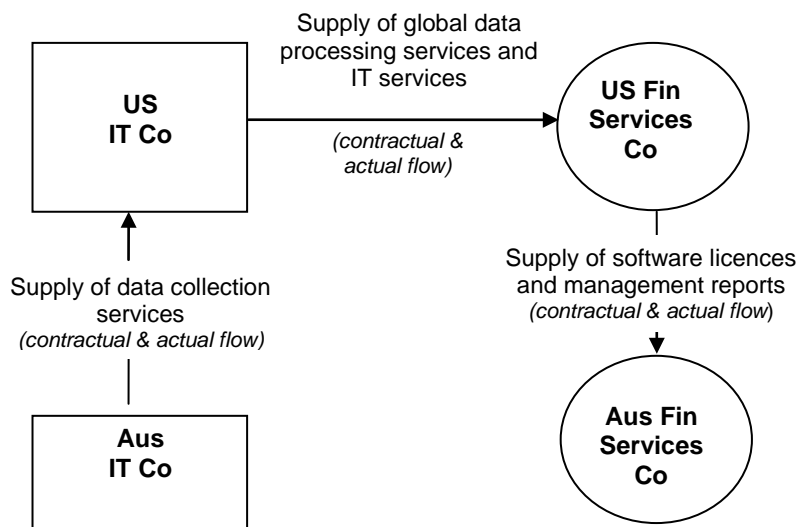 Supply of global data
processing services and
IT services
US
IT Co
US Fin
Services
Co
(contractual &
actual flow)
Supply of data collection
services
(contractual & actual flow)
Supply of software licences
and management reports
(contractual & actual flow)
Aus
IT Co
Aus Fin
Services
Co